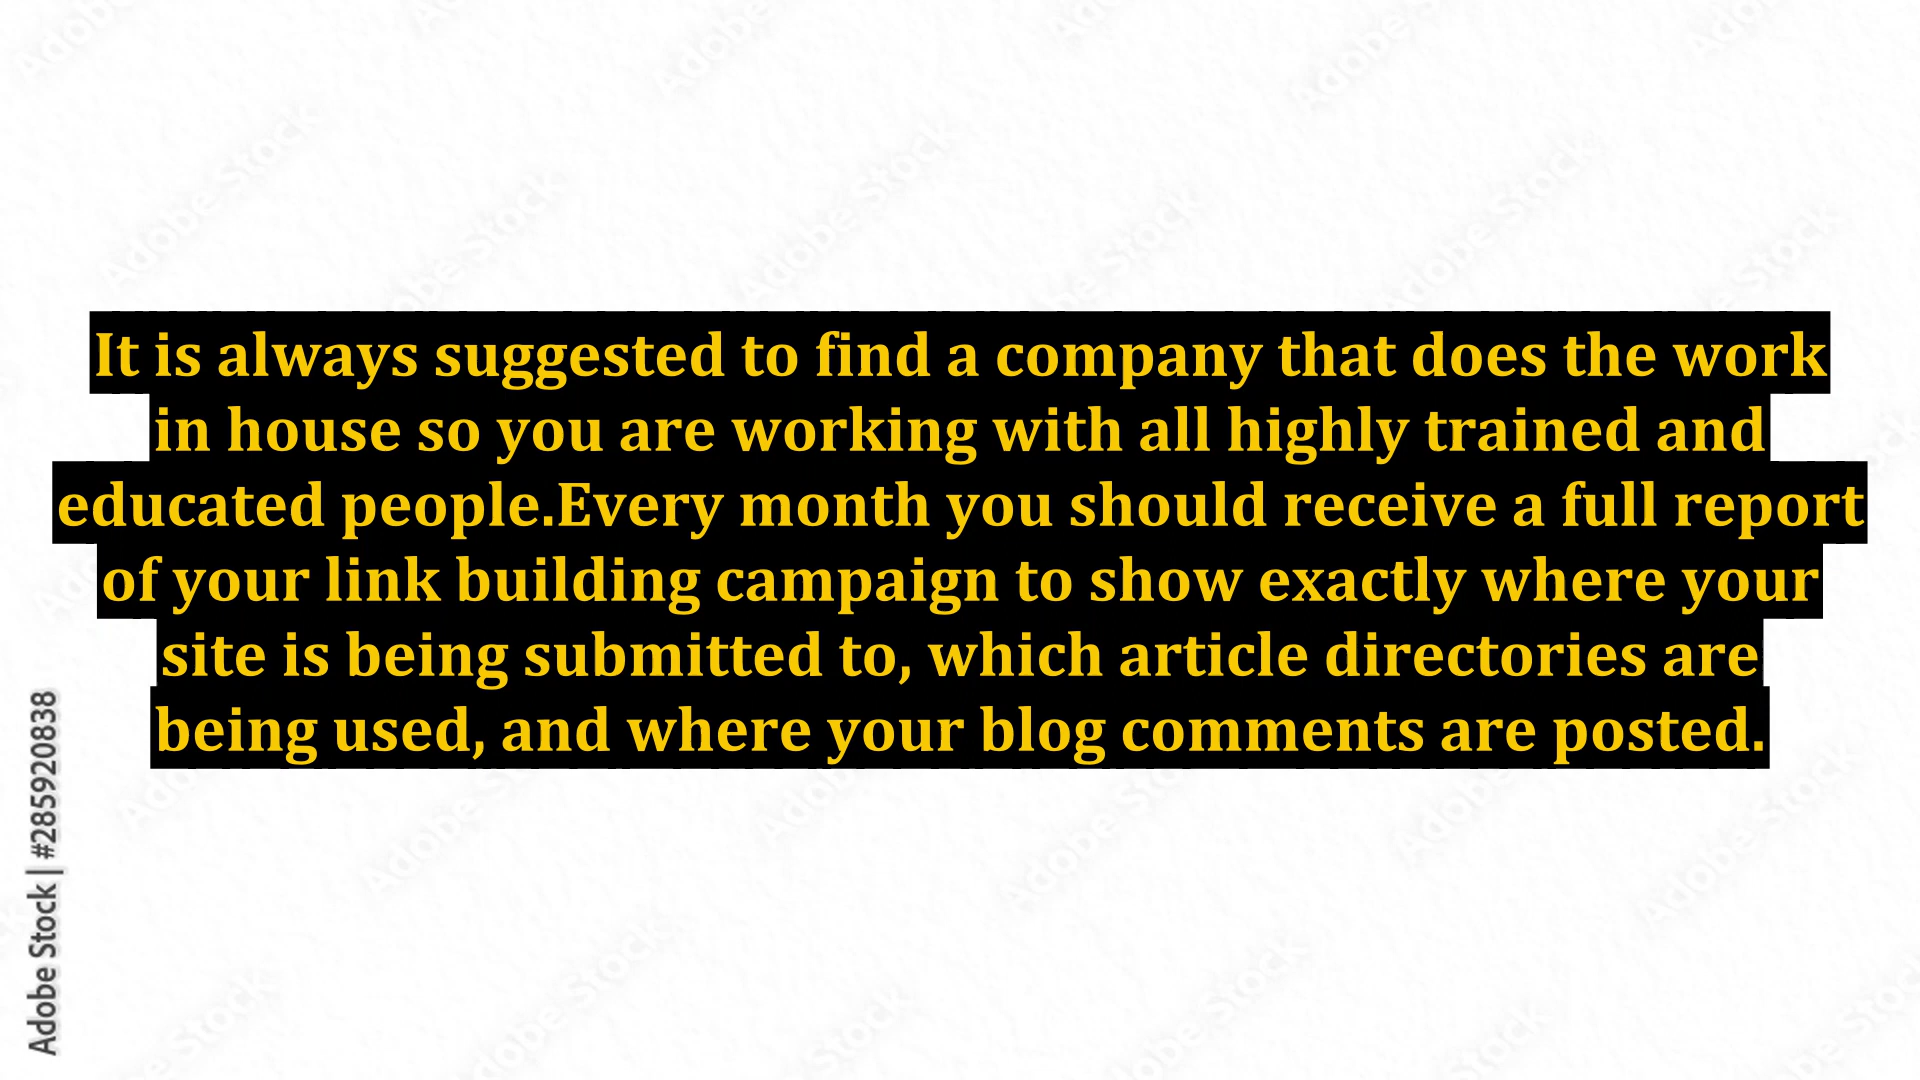 It is always suggested to find a company that does the work
in house so you are working with all highly trained and
educated people.Every month you should receive a full report
of your link building campaign to show exactly where your
site is being submitted to, which article directories are
being used, and where your blog comments are posted.
Adobe Stock | #285920838